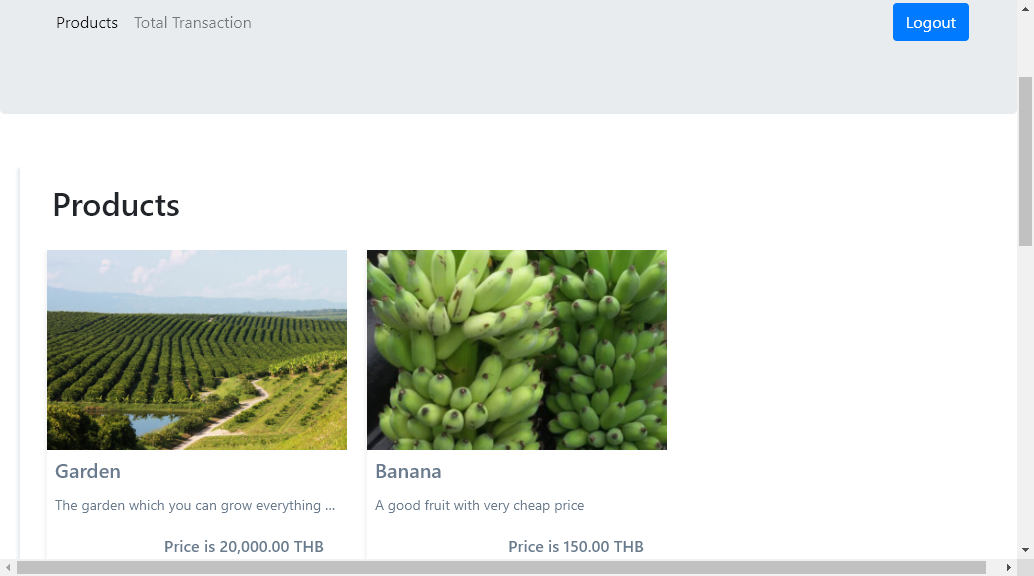 Products Total Transaction Logout
Products
Garden
The garden which you can grow everything ...
Price is 20,000.00 THB
Banana
A good fruit with very cheap price
Price is 150.00 THB